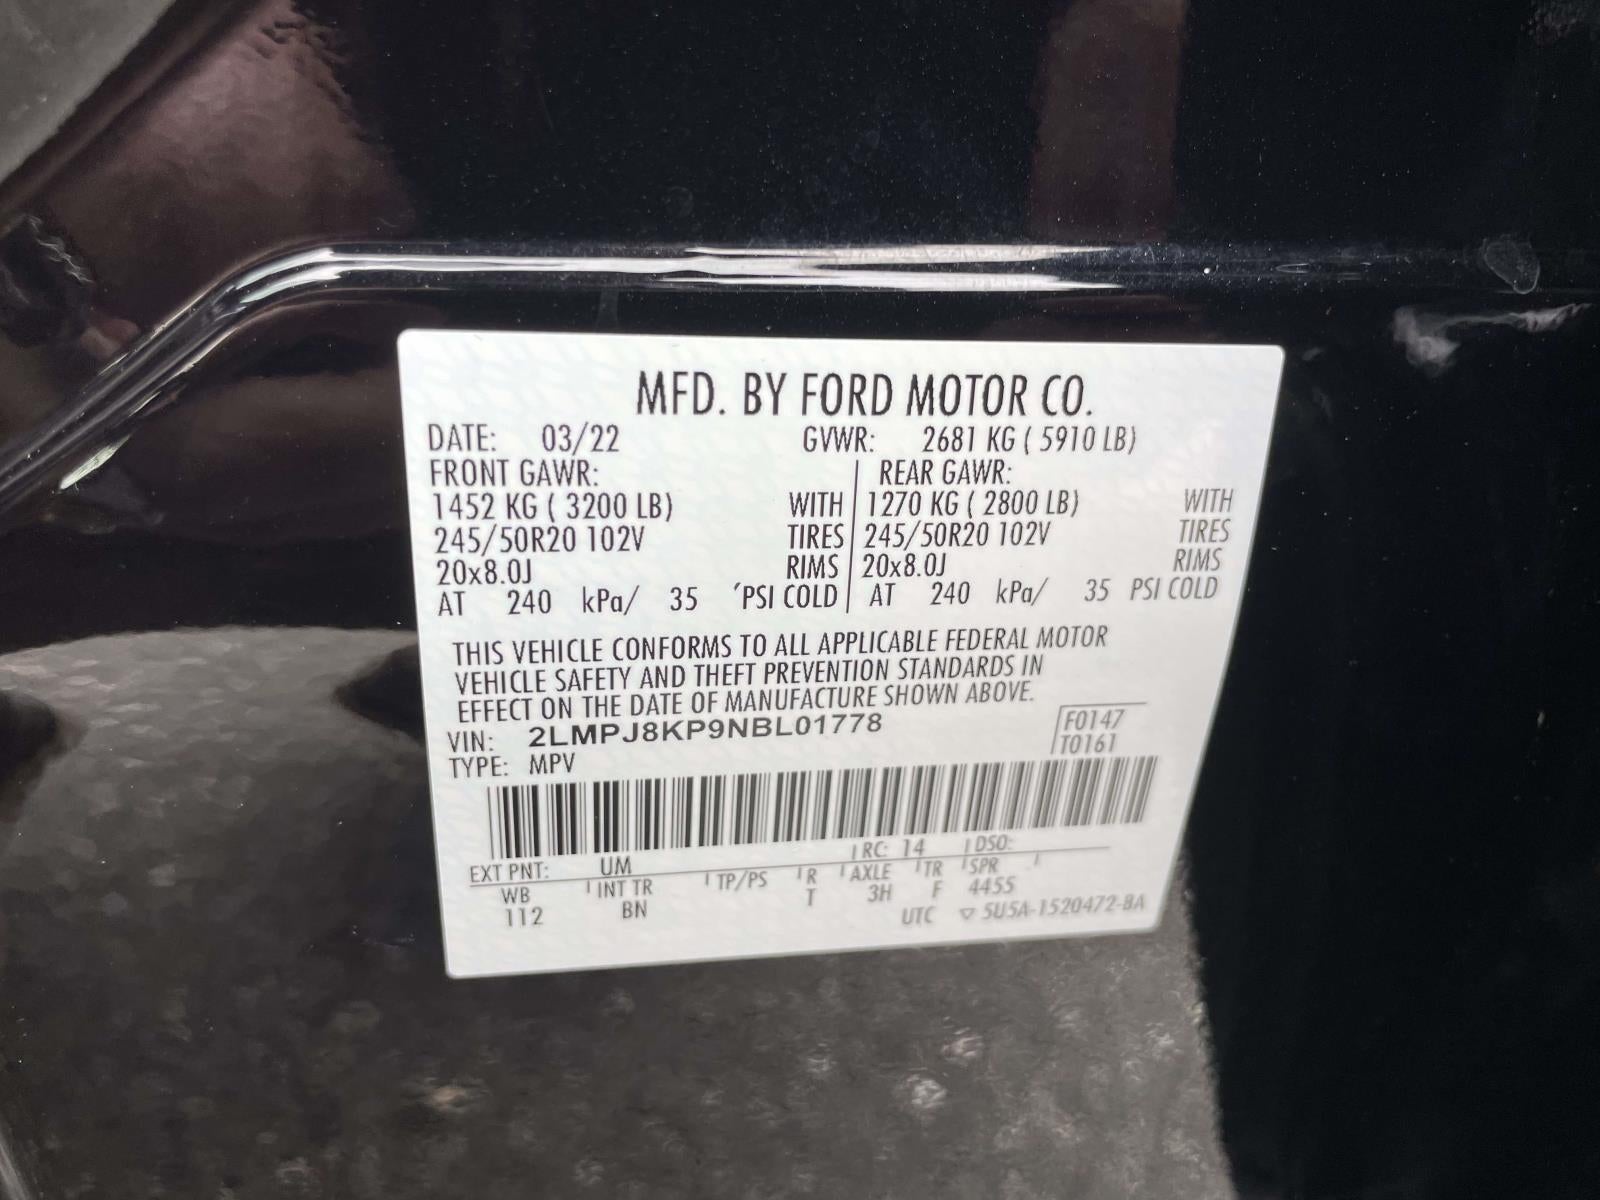 MFD. BY FORD MOTOR CO.
DATE: 03/22 GVWR: 2681 KG ( 5910 LB)
FRONT GAWR: REAR GAWR:
1452 KG ( 3200 LB) WITH 1270 KG ( 2800 LB) WITH
245/50R20 102V TIRES 245/50R20 102V TIRES
20x8.0J RIMS 20x8.0J RIMS
AT 240 kPa/ 35 PSI COLD AT 240 kPa/ 35 PSI COLD
THIS VEHICLE CONFORMS TO ALL APPLICABLE FEDERAL MOTOR
VEHICLE SAFETY AND THEFT PREVENTION STANDARDS IN
EFFECT ON THE DATE OF MANUFACTURE SHOWN ABOVE.
VIN: 2LMPJ8KP9NBL01778 F0147
TYPE: MPV T0161
EXT PNT: UM RC: 14 DSO:
WB INT TR TP/PS R AXLE TR SPR
112 BN T 3H F 4455
UTC ▽ 5U5A-1520472-BA